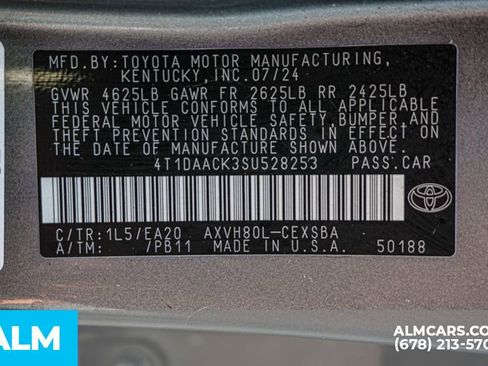 MFD.BY:TOYOTA MOTOR MANUFACTURING,
KENTUCKY,INC.07/24
GVWR 4625LB GAWR FR 2625LB RR 2425LB
THIS VEHICLE CONFORMS TO ALL APPLICABLE
FEDERAL MOTOR VEHICLE SAFETY,BUMPER,AND
THEFT PREVENTION STANDARDS IN EFFECT ON
THE DATE OF MANUFACTURE SHOWN ABOVE.
4T1DAACK3SU528253 PASS.CAR
C/TR:1L5/EA20 AXVH80L-CEXSBA
A/TM: /PB11 MADE IN U.S.A. 50188
ALM
ALMCARS.COM
(678) 213-570